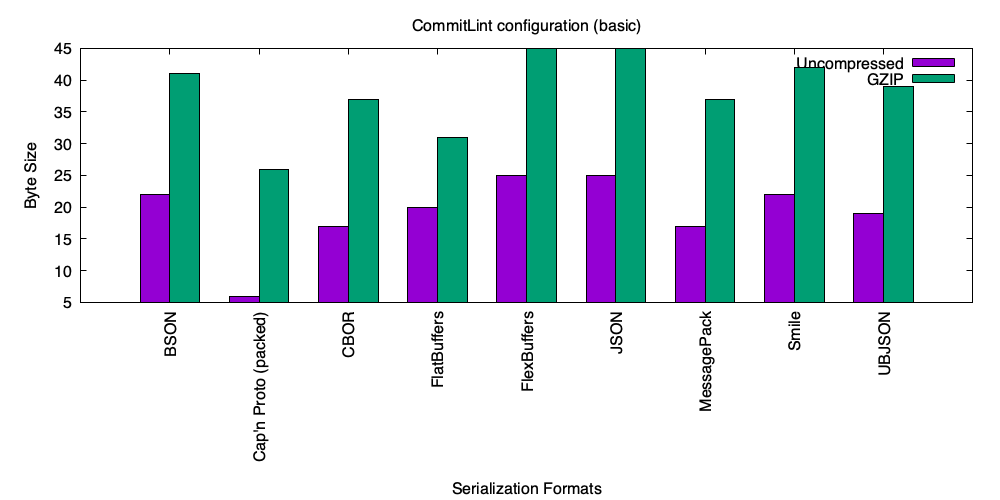 CommitLint configuration (basic)
Uncompressed
GZIP
45
40
35
30
25
20
15
10
5
Byte Size
BSON
Cap'n Proto (packed)
CBOR
FlatBuffers
FlexBuffers
JSON
MessagePack
Smile
UBJSON
Serialization Formats